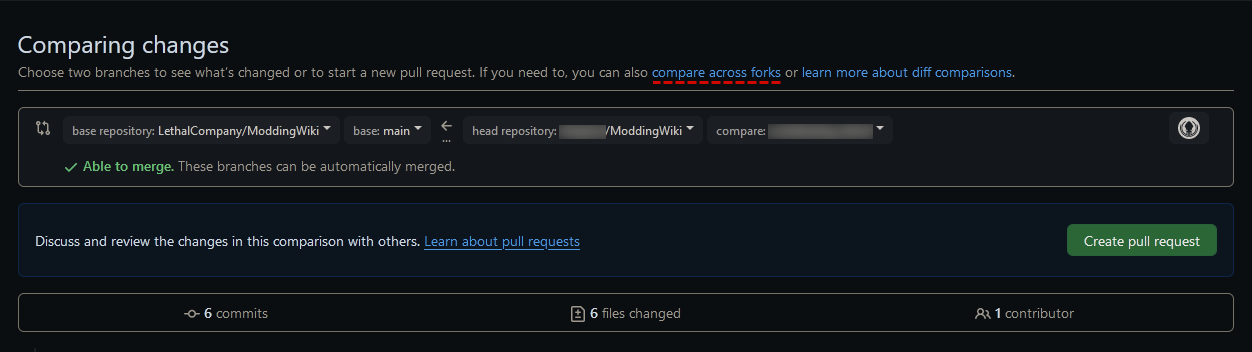 Comparing changes
Choose two branches to see what's changed or to start a new pull request. If you need to, you can also compare across forks or learn more about diff comparisons.
base repository: LethalCompany/ModdingWiki base: main ← head repository: /ModdingWiki compare:
...
Able to merge. These branches can be automatically merged.
Discuss and review the changes in this comparison with others. Learn about pull requests Create pull request
6 commits 6 files changed 1 contributor